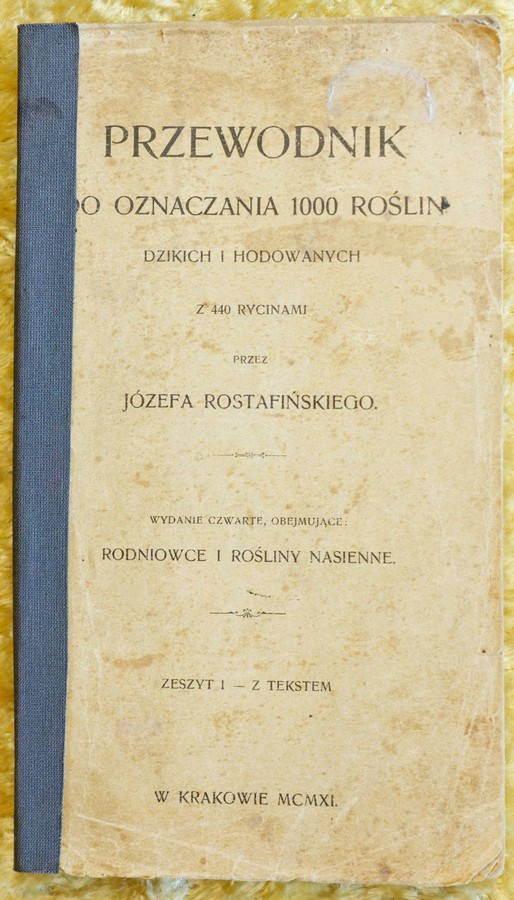 PRZEWODNIK
DO OZNACZANIA 1000 ROŚLIN
DZIKICH I HODOWANYCH
Z 440 RYCINAMI
PRZEZ
JÓZEFA ROSTAFIŃSKIEGO.
WYDANIE CZWARTE, OBEJMUJĄCE:
RODNIOWCE I ROŚLINY NASIENNE.
ZESZYT I — Z TEKSTEM
W KRAKOWIE MCMXI.